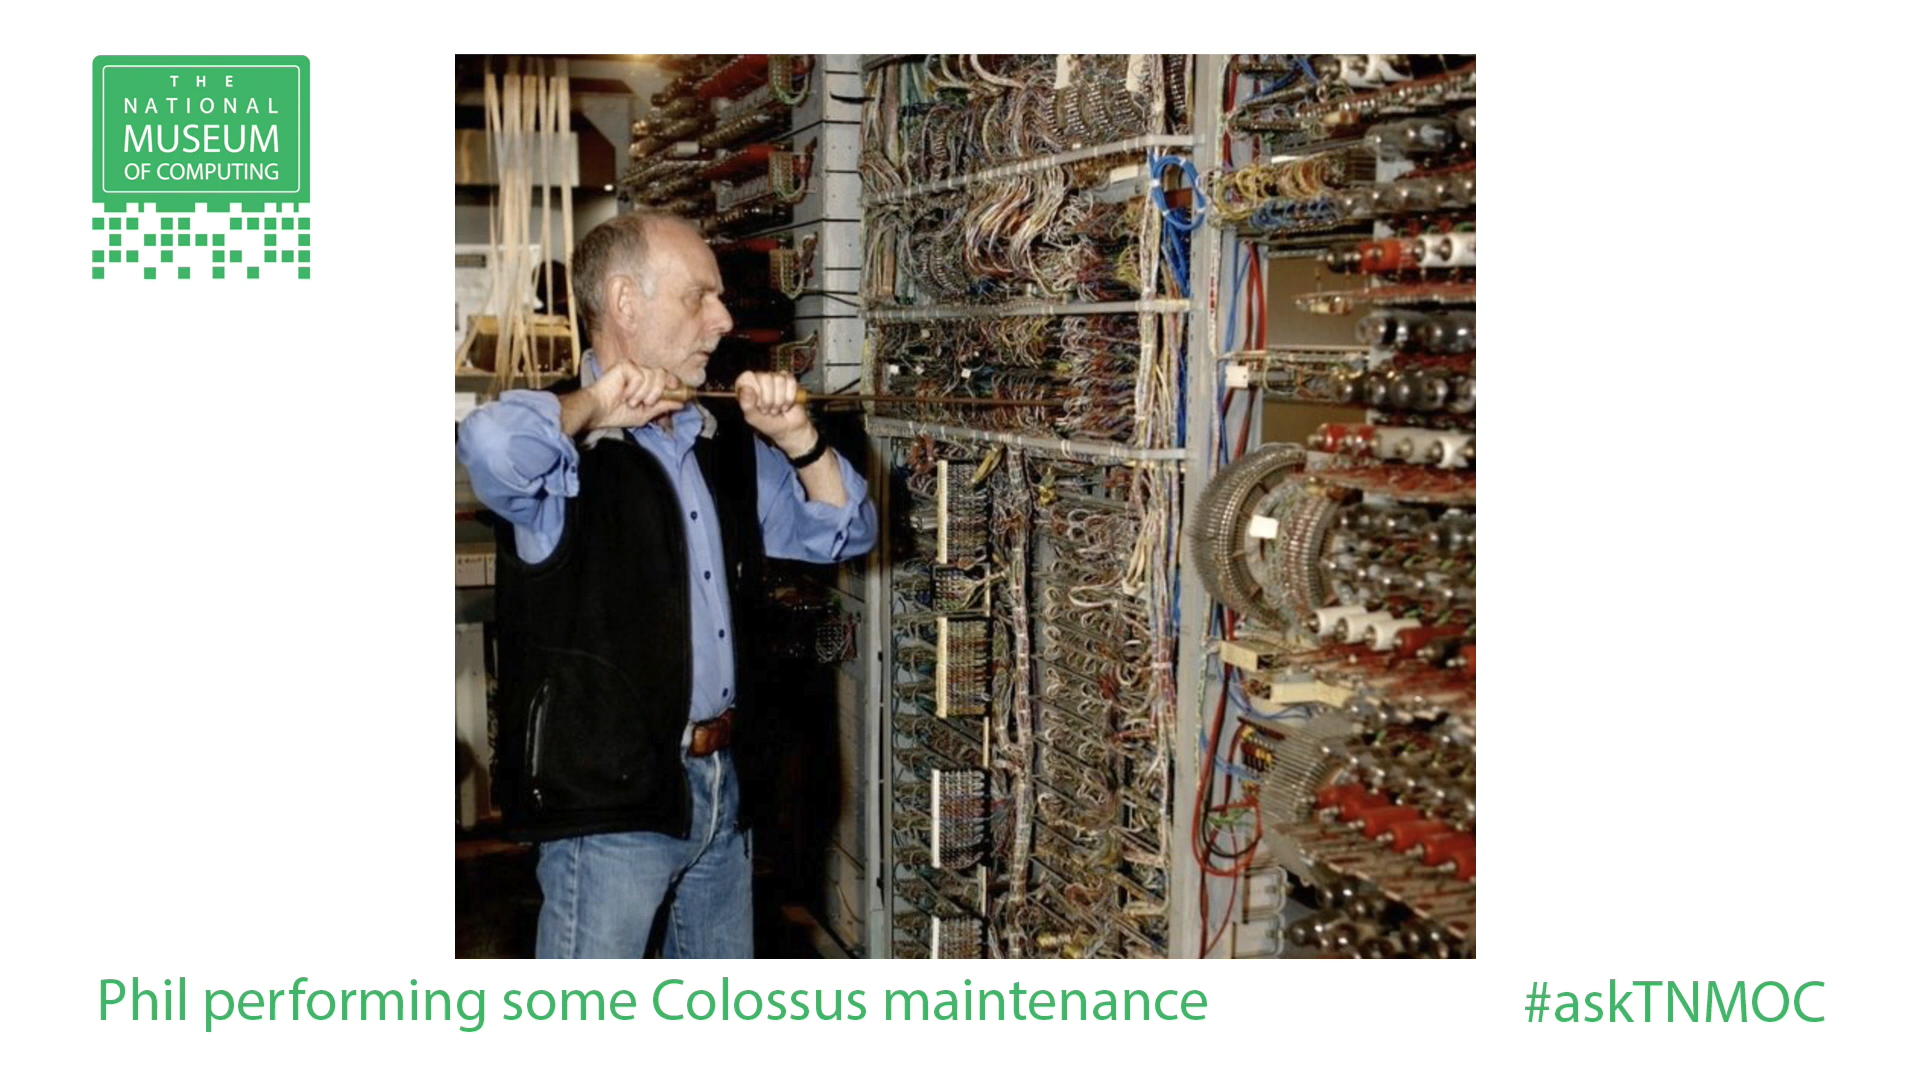 THE
NATIONAL
MUSEUM
OF COMPUTING
Phil performing some Colossus maintenance
#askTNMOC